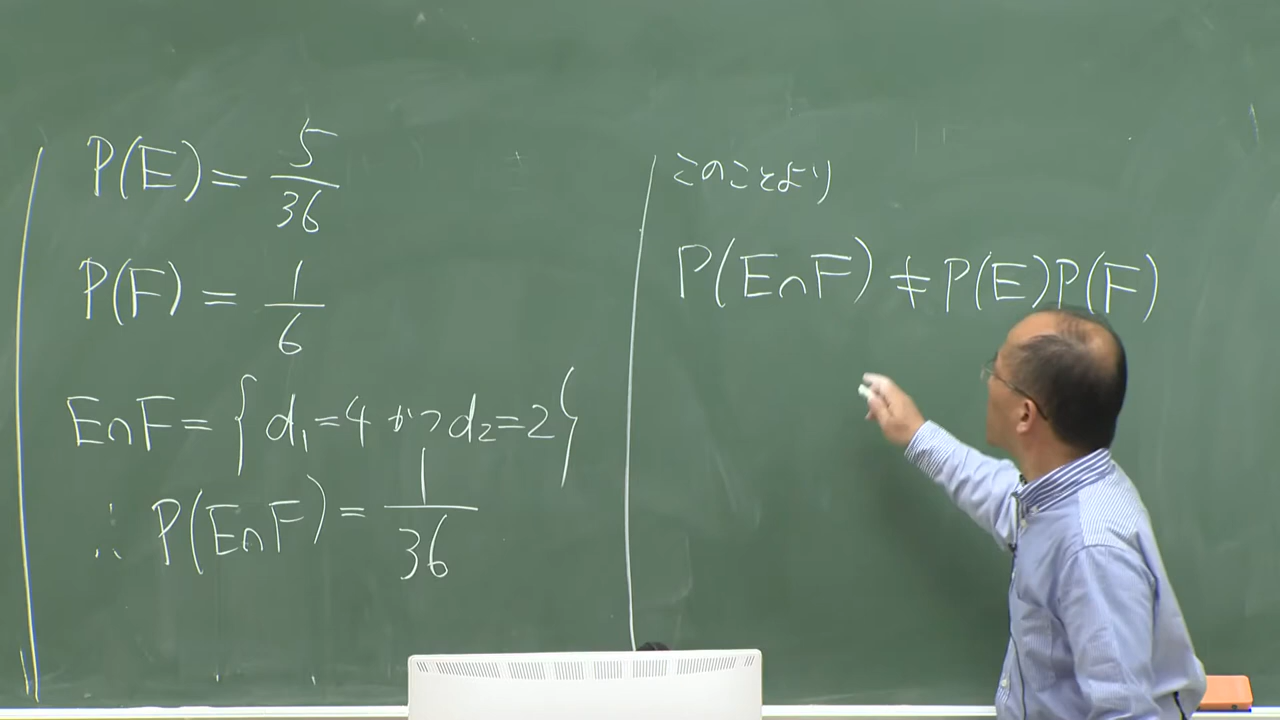 P(E) = 5/36
P(F) = 1/6
E∩F = { d₁=4 かつ d₂=2 }
∴ P(E∩F) = 1/36
このことより
P(E∩F) ≠ P(E)P(F)